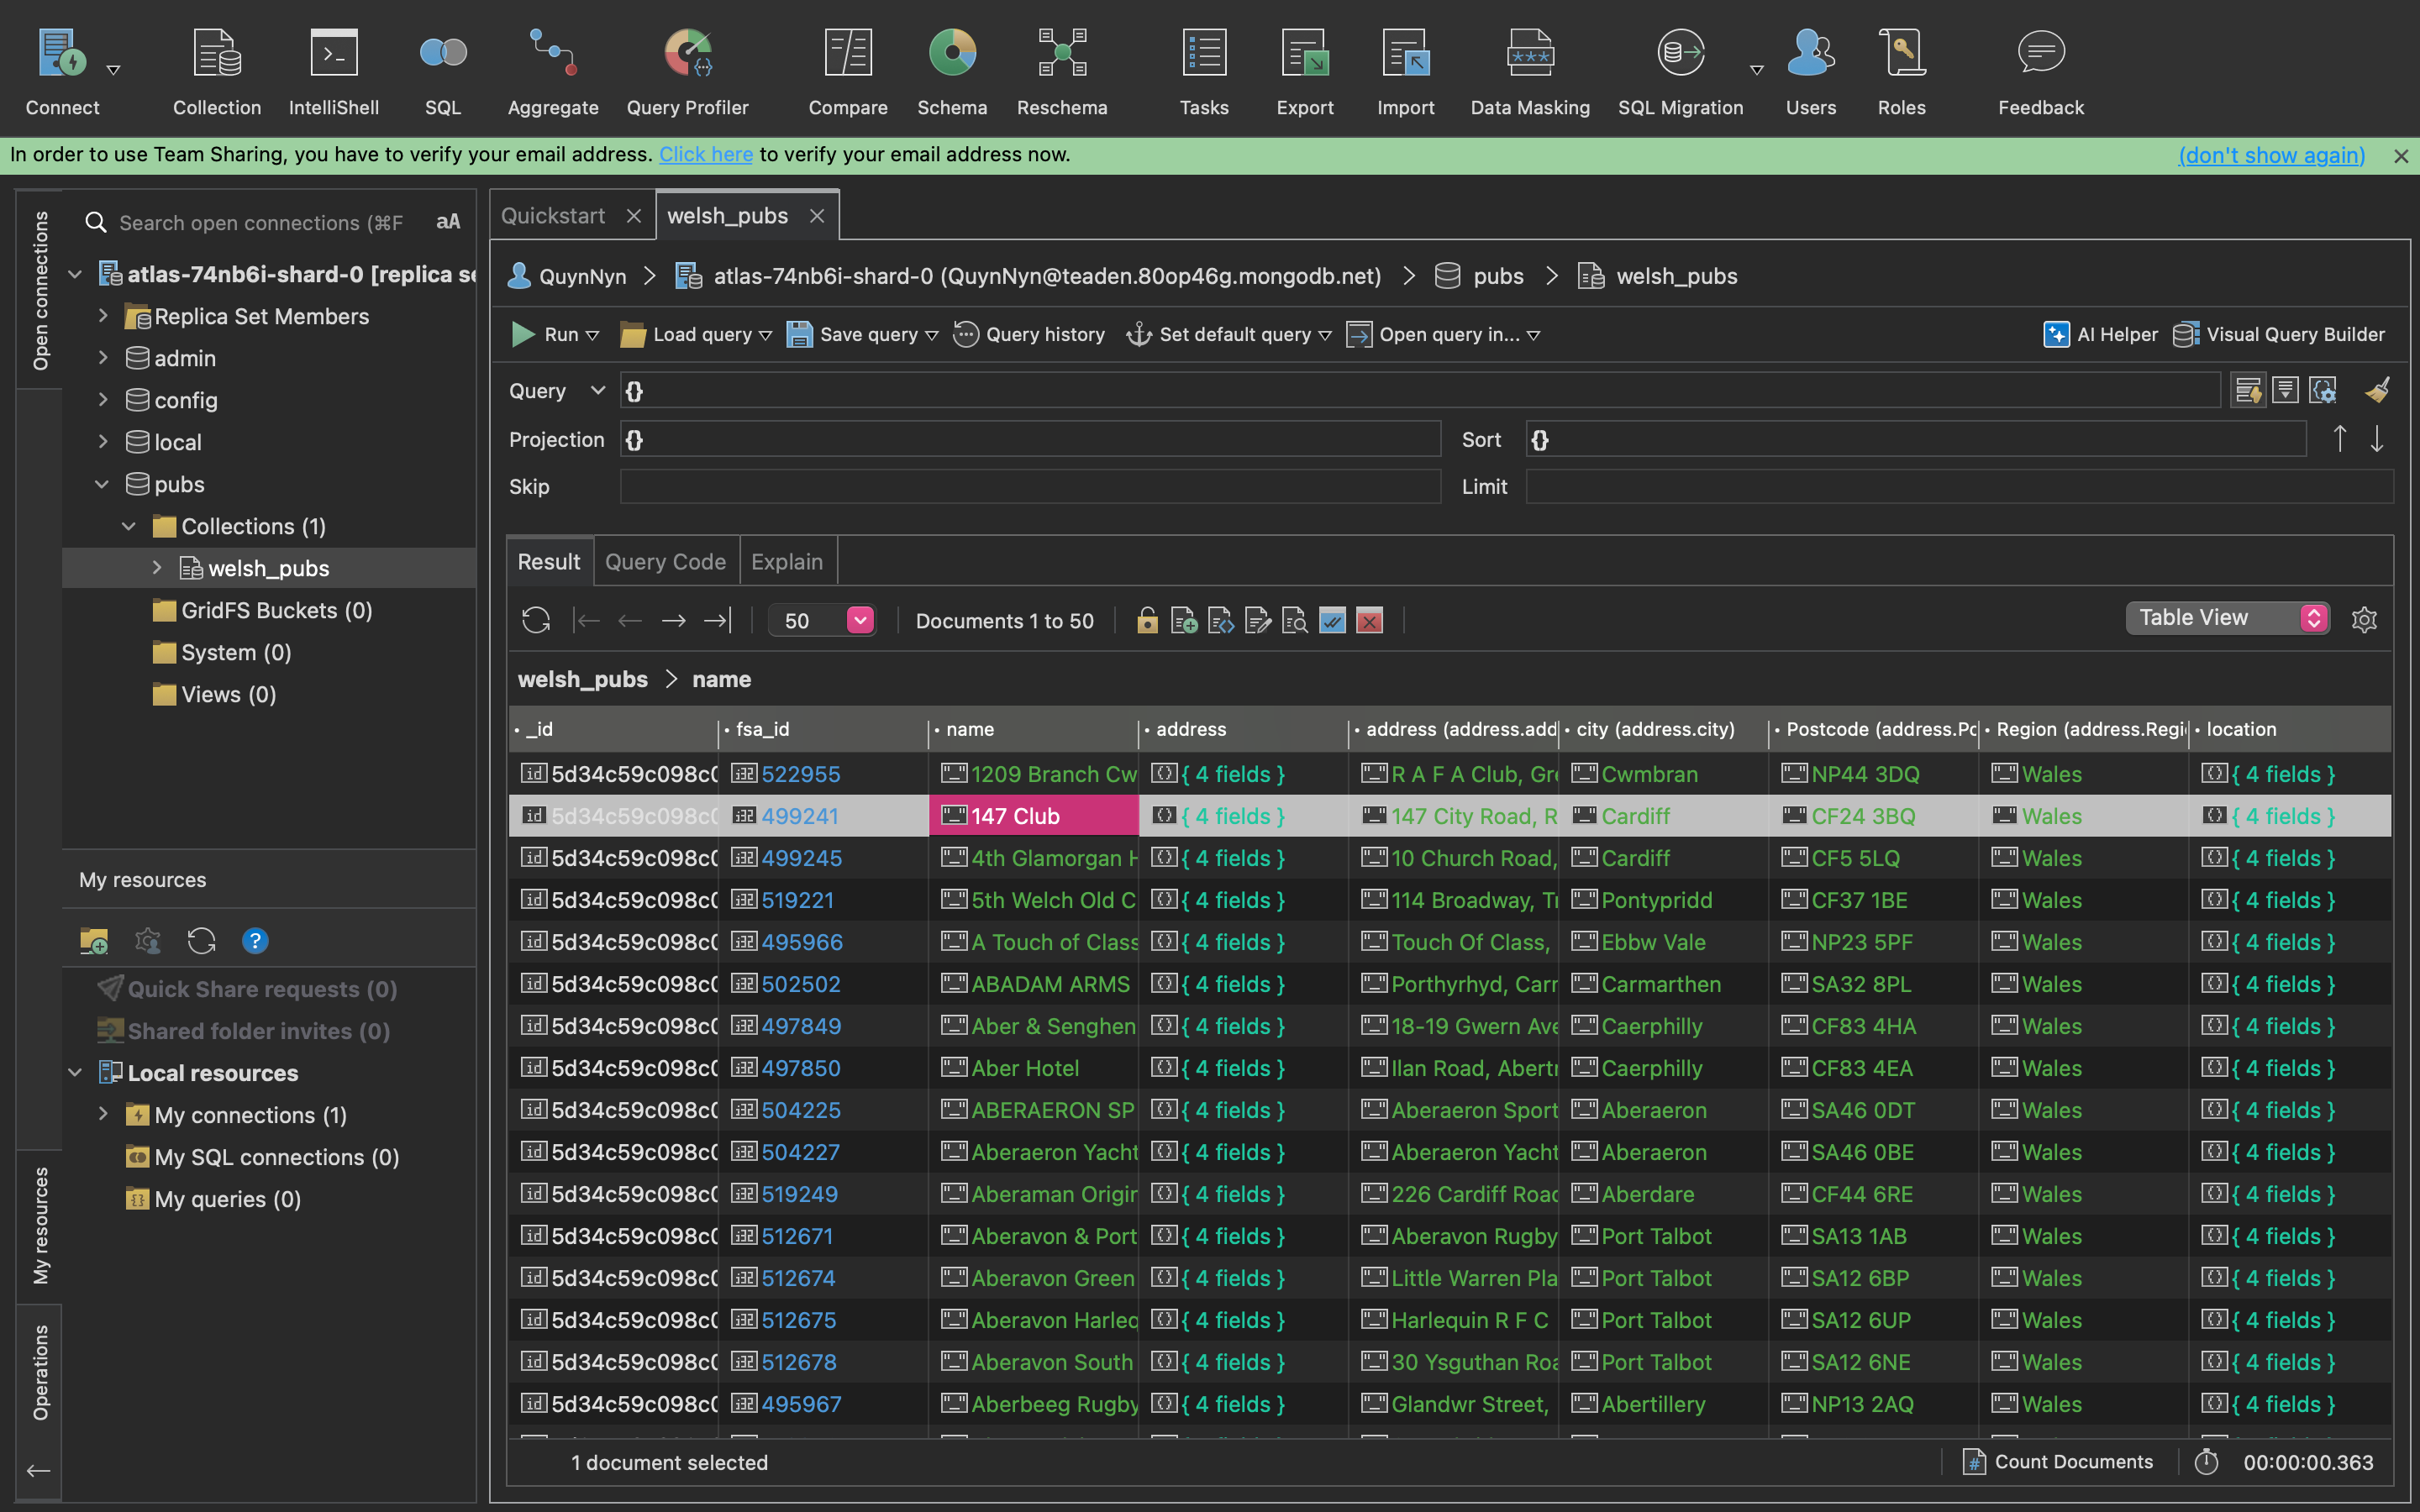 Connect Collection IntelliShell SQL Aggregate Query Profiler Compare Schema Reschema Tasks Export Import Data Masking SQL Migration Users Roles Feedback
In order to use Team Sharing, you have to verify your email address. Click here to verify your email address now. (don't show again)
Open connections
Search open connections (⌘F aA
atlas-74nb6i-shard-0 [replica se
Replica Set Members
admin
config
local
pubs
Collections (1)
welsh_pubs
GridFS Buckets (0)
System (0)
Views (0)
My resources
My resources
Quick Share requests (0)
Shared folder invites (0)
Local resources
My connections (1)
My SQL connections (0)
My queries (0)
Operations
Quickstart welsh_pubs
QuynNyn > atlas-74nb6i-shard-0 (QuynNyn@teaden.80op46g.mongodb.net) > pubs > welsh_pubs
Run Load query Save query Query history Set default query Open query in... AI Helper Visual Query Builder
Query {}
Projection {} Sort {}
Skip Limit
Result Query Code Explain
50 Documents 1 to 50 Table View
welsh_pubs > name
_id fsa_id name address address (address.add city (address.city) Postcode (address.Po Region (address.Regi location
5d34c59c098c0 522955 1209 Branch Cw { 4 fields } R A F A Club, Gro Cwmbran NP44 3DQ Wales { 4 fields }
5d34c59c098c0 499241 147 Club { 4 fields } 147 City Road, R Cardiff CF24 3BQ Wales { 4 fields }
5d34c59c098c0 499245 4th Glamorgan H { 4 fields } 10 Church Road, Cardiff CF5 5LQ Wales { 4 fields }
5d34c59c098c0 519221 5th Welch Old C { 4 fields } 114 Broadway, Tr Pontypridd CF37 1BE Wales { 4 fields }
5d34c59c098c0 495966 A Touch of Class { 4 fields } Touch Of Class, Ebbw Vale NP23 5PF Wales { 4 fields }
5d34c59c098c0 502502 ABADAM ARMS { 4 fields } Porthyrhyd, Carr Carmarthen SA32 8PL Wales { 4 fields }
5d34c59c098c0 497849 Aber & Senghen { 4 fields } 18-19 Gwern Ave Caerphilly CF83 4HA Wales { 4 fields }
5d34c59c098c0 497850 Aber Hotel { 4 fields } Ilan Road, Abertr Caerphilly CF83 4EA Wales { 4 fields }
5d34c59c098c0 504225 ABERAERON SP { 4 fields } Aberaeron Sport Aberaeron SA46 0DT Wales { 4 fields }
5d34c59c098c0 504227 Aberaeron Yacht { 4 fields } Aberaeron Yacht Aberaeron SA46 0BE Wales { 4 fields }
5d34c59c098c0 519249 Aberaman Origin { 4 fields } 226 Cardiff Road Aberdare CF44 6RE Wales { 4 fields }
5d34c59c098c0 512671 Aberavon & Port { 4 fields } Aberavon Rugby Port Talbot SA13 1AB Wales { 4 fields }
5d34c59c098c0 512674 Aberavon Green { 4 fields } Little Warren Pla Port Talbot SA12 6BP Wales { 4 fields }
5d34c59c098c0 512675 Aberavon Harleq { 4 fields } Harlequin R F C Port Talbot SA12 6UP Wales { 4 fields }
5d34c59c098c0 512678 Aberavon South { 4 fields } 30 Ysguthan Roa Port Talbot SA12 6NE Wales { 4 fields }
5d34c59c098c0 495967 Aberbeeg Rugby { 4 fields } Glandwr Street, Abertillery NP13 2AQ Wales { 4 fields }
1 document selected Count Documents 00:00:00.363